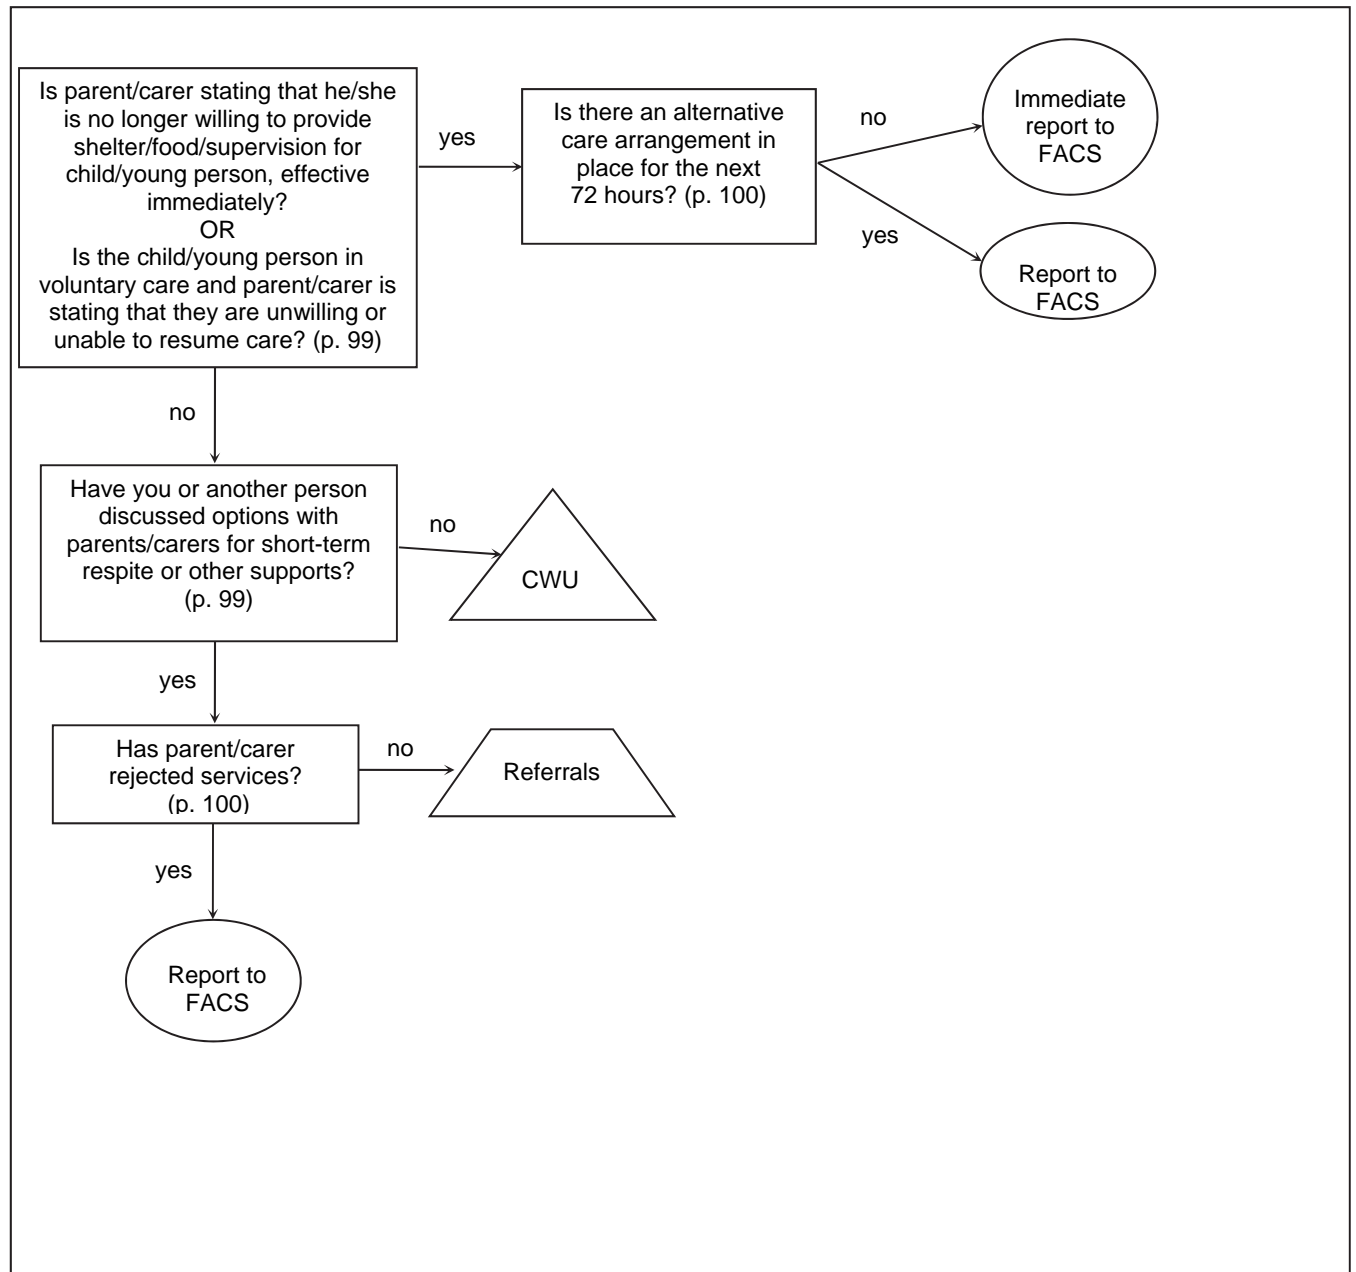 Is parent/carer stating that he/she
is no longer willing to provide
shelter/food/supervision for
child/young person, effective
immediately?
OR
Is the child/young person in
voluntary care and parent/carer is
stating that they are unwilling or
unable to resume care? (p. 99)
yes
Is there an alternative
care arrangement in
place for the next
72 hours? (p. 100)
no
Immediate
report to
FACS
yes
Report to
FACS
no
Have you or another person
discussed options with
parents/carers for short-term
respite or other supports?
(p. 99)
no
CWU
yes
Has parent/carer
rejected services?
(p. 100)
no
Referrals
yes
Report to
FACS